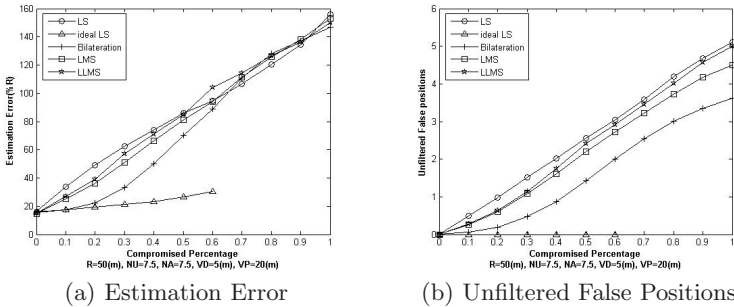 160
140
120
100
80
60
40
20
0
Estimation Error(% R)
LS
ideal LS
Bilateration
LMS
LLMS
0 0.1 0.2 0.3 0.4 0.5 0.6 0.7 0.8 0.9 1
Compromised Percentage
R=50(m), NU=7.5, NA=7.5, VD=5(m), VP=20(m)
(a) Estimation Error
6
5
4
3
2
1
0
Unfiltered False positions
LS
ideal LS
Bilateration
LMS
LLMS
0 0.1 0.2 0.3 0.4 0.5 0.6 0.7 0.8 0.9 1
Compromised Percentage
R=50(m), NU=7.5, NA=7.5, VD=5(m), VP=20(m)
(b) Unfiltered False Positions